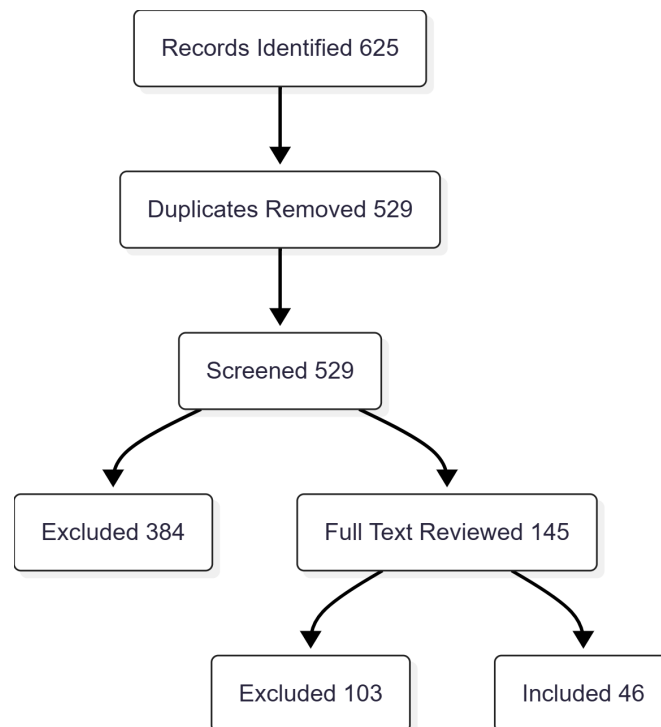 Records Identified 625
Duplicates Removed 529
Screened 529
Excluded 384
Full Text Reviewed 145
Excluded 103
Included 46